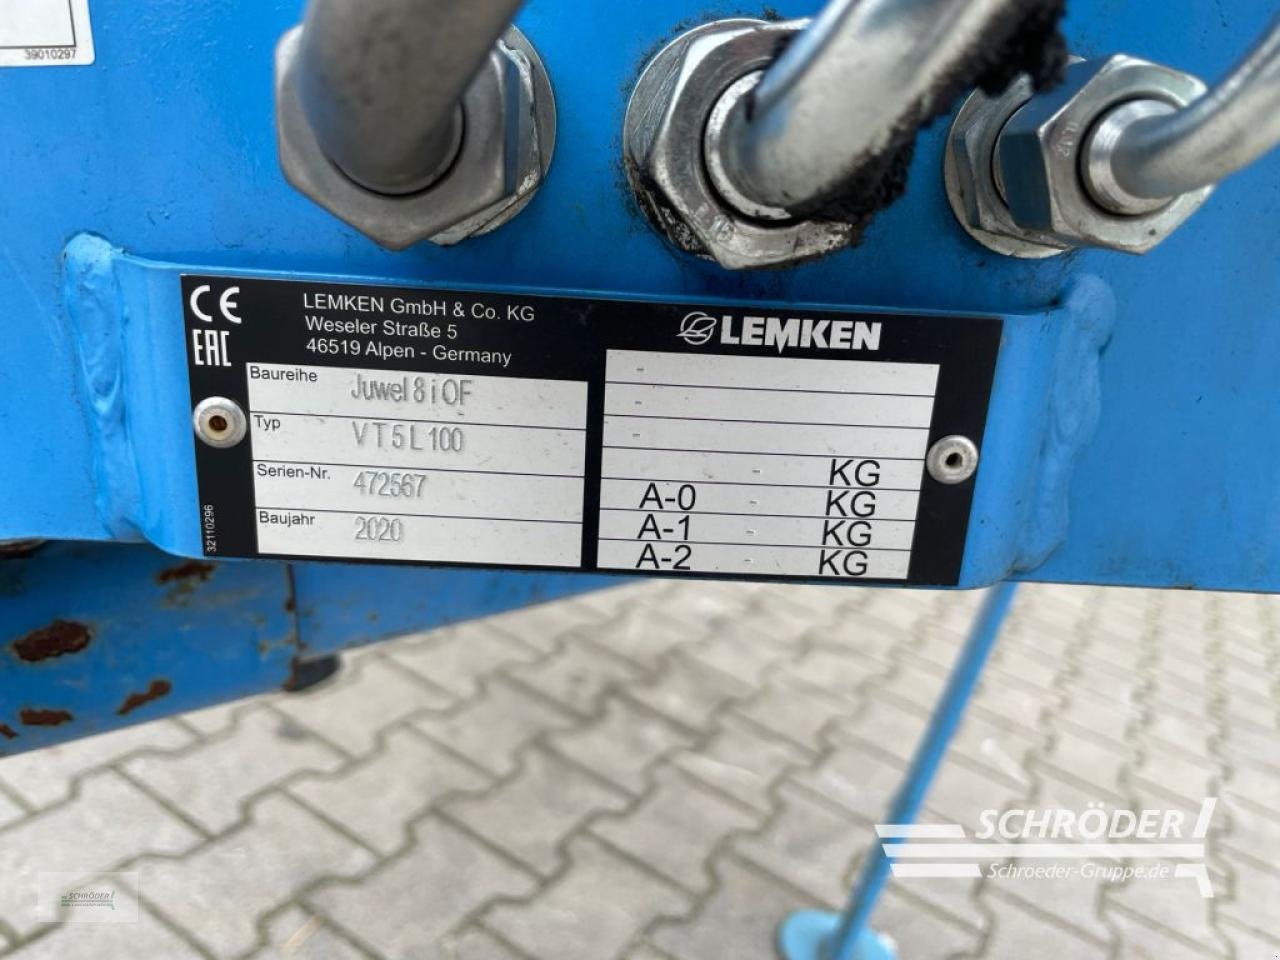 39010297
CE
EAC
LEMKEN GmbH & Co. KG
Weseler Straße 5
46519 Alpen - Germany
LEMKEN
Baureihe Juwel 8 i OF
Typ V T 5 L 100
Serien-Nr. 472567
Baujahr 2020
32110296
-
-
-
- KG
A-0 - KG
A-1 - KG
A-2 - KG
SCHRÖDER
Schroeder-Gruppe.de
SCHRÖDER